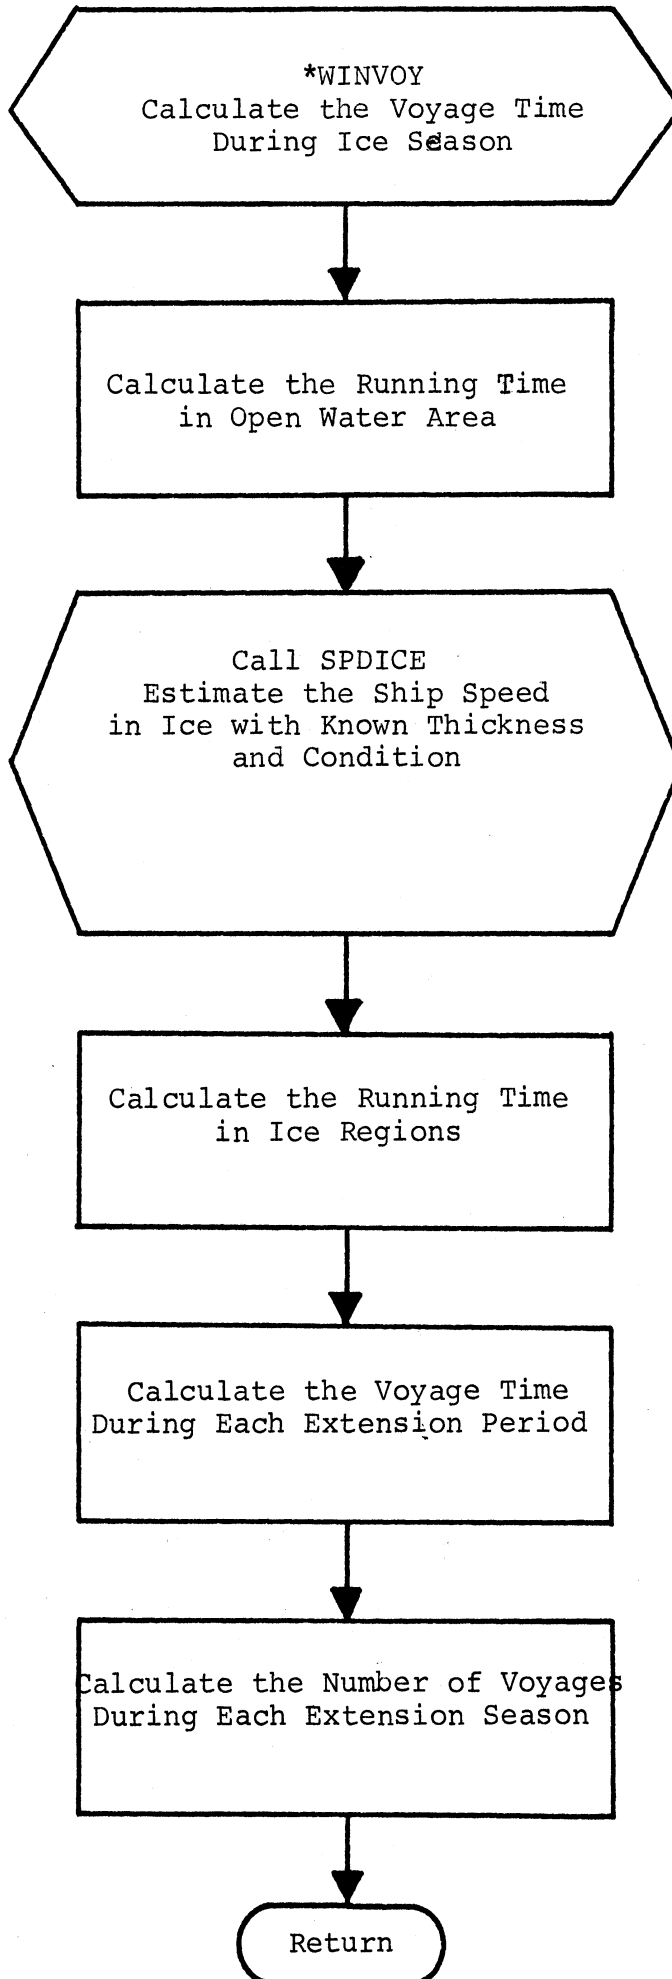 *WINVOY
Calculate the Voyage Time
During Ice Season
Calculate the Running Time
in Open Water Area
Call SPDICE
Estimate the Ship Speed
in Ice with Known Thickness
and Condition
Calculate the Running Time
in Ice Regions
Calculate the Voyage Time
During Each Extension Period
Calculate the Number of Voyages
During Each Extension Season
Return